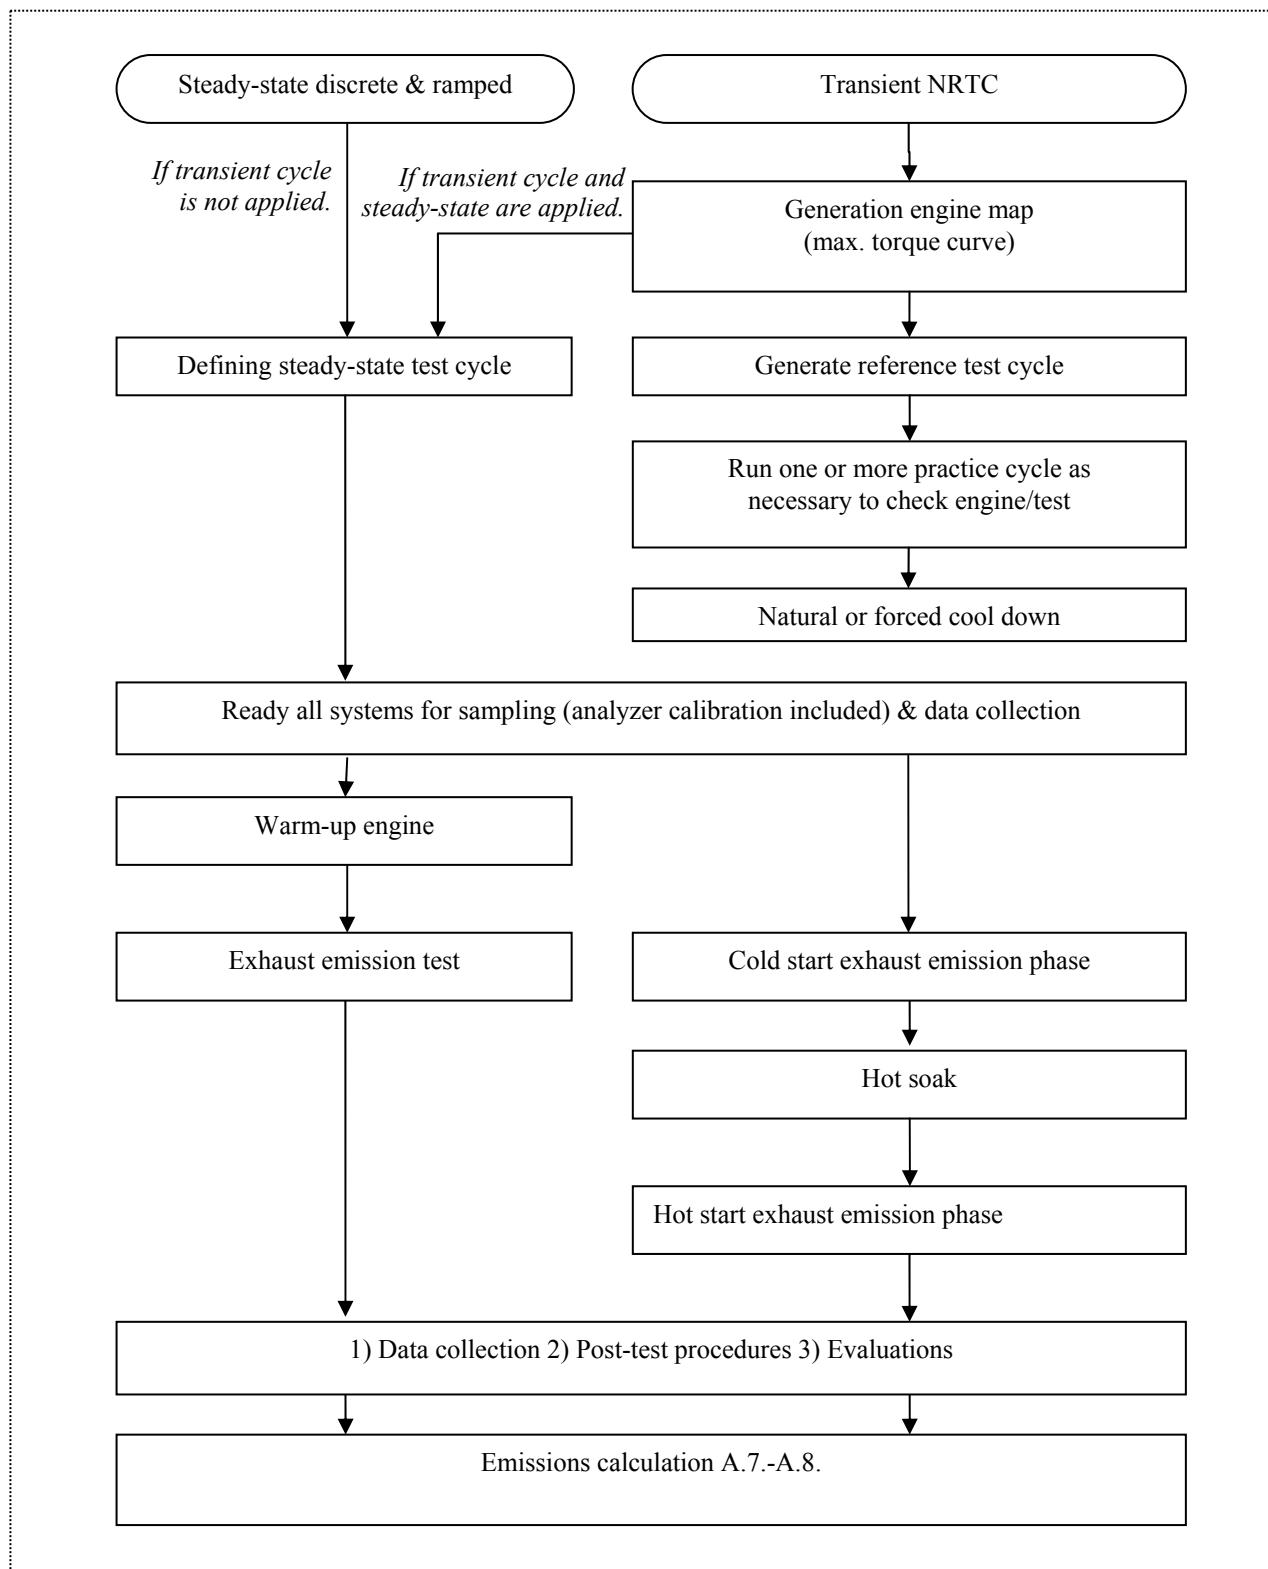 Steady-state discrete & ramped
Transient NRTC
If transient cycle
is not applied.
If transient cycle and
steady-state are applied.
Generation engine map
(max. torque curve)
Defining steady-state test cycle
Generate reference test cycle
Run one or more practice cycle as
necessary to check engine/test
Natural or forced cool down
Ready all systems for sampling (analyzer calibration included) & data collection
Warm-up engine
Exhaust emission test
Cold start exhaust emission phase
Hot soak
Hot start exhaust emission phase
1) Data collection 2) Post-test procedures 3) Evaluations
Emissions calculation A.7.-A.8.